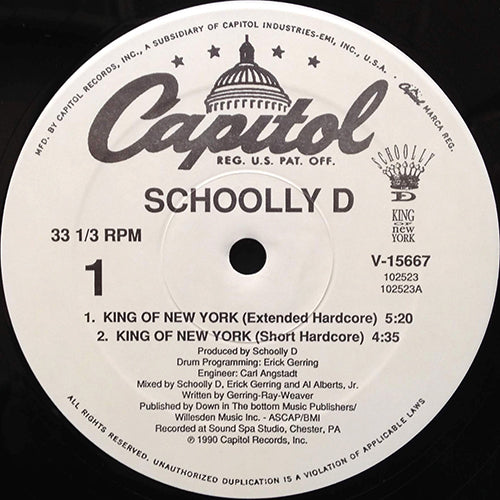 MFD. BY CAPITOL RECORDS, INC., A SUBSIDIARY OF CAPITOL INDUSTRIES-EMI, INC., U.S.A. · Capitol MARCA REG.
Capitol
REG. U.S. PAT. OFF.
SCHOOLLY D
SCHOOLLY
D
KING
OF
new
YORK
33 1/3 RPM
V-15667
1
102523
102523A
1. KING OF NEW YORK (Extended Hardcore) 5:20
2. KING OF NEW YORK (Short Hardcore) 4:35
Produced by Schoolly D
Drum Programming: Erick Gerring
Engineer: Carl Angstadt
Mixed by Schoolly D, Erick Gerring and Al Alberts, Jr.
Written by Gerring-Ray-Weaver
Published by Down in The bottom Music Publishers/
Willesden Music Inc. - ASCAP/BMI
Recorded at Sound Spa Studio, Chester, PA
℗ 1990 Capitol Records, Inc.
ALL RIGHTS RESERVED. UNAUTHORIZED DUPLICATION IS A VIOLATION OF APPLICABLE LAWS